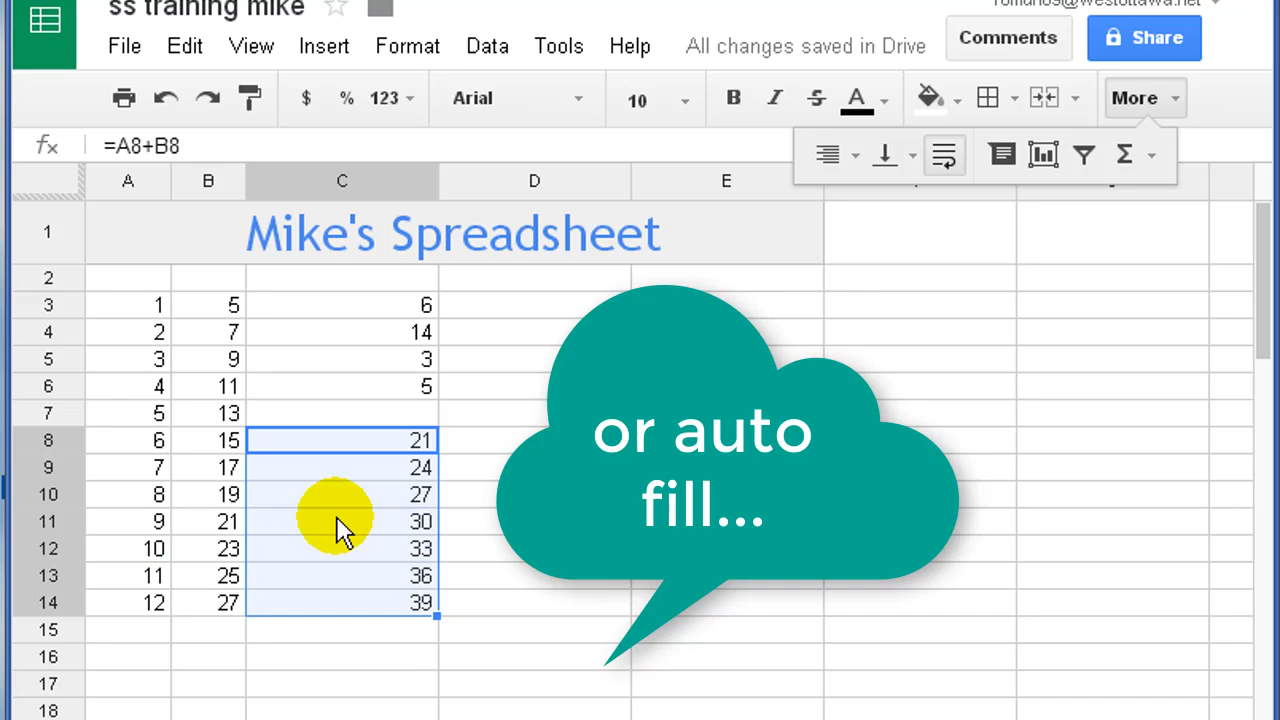 ss training mike
File Edit View Insert Format Data Tools Help All changes saved in Drive Comments Share
$ % 123 Arial 10 B I S A More
Σ
fx =A8+B8
A B C D E
1 Mike's Spreadsheet
2
3 1 5 6
4 2 7 14
5 3 9 3
6 4 11 5
7 5 13
8 6 15 21
9 7 17 24
10 8 19 27
11 9 21 30
12 10 23 33
13 11 25 36
14 12 27 39
15
16
17
18
or auto
fill...